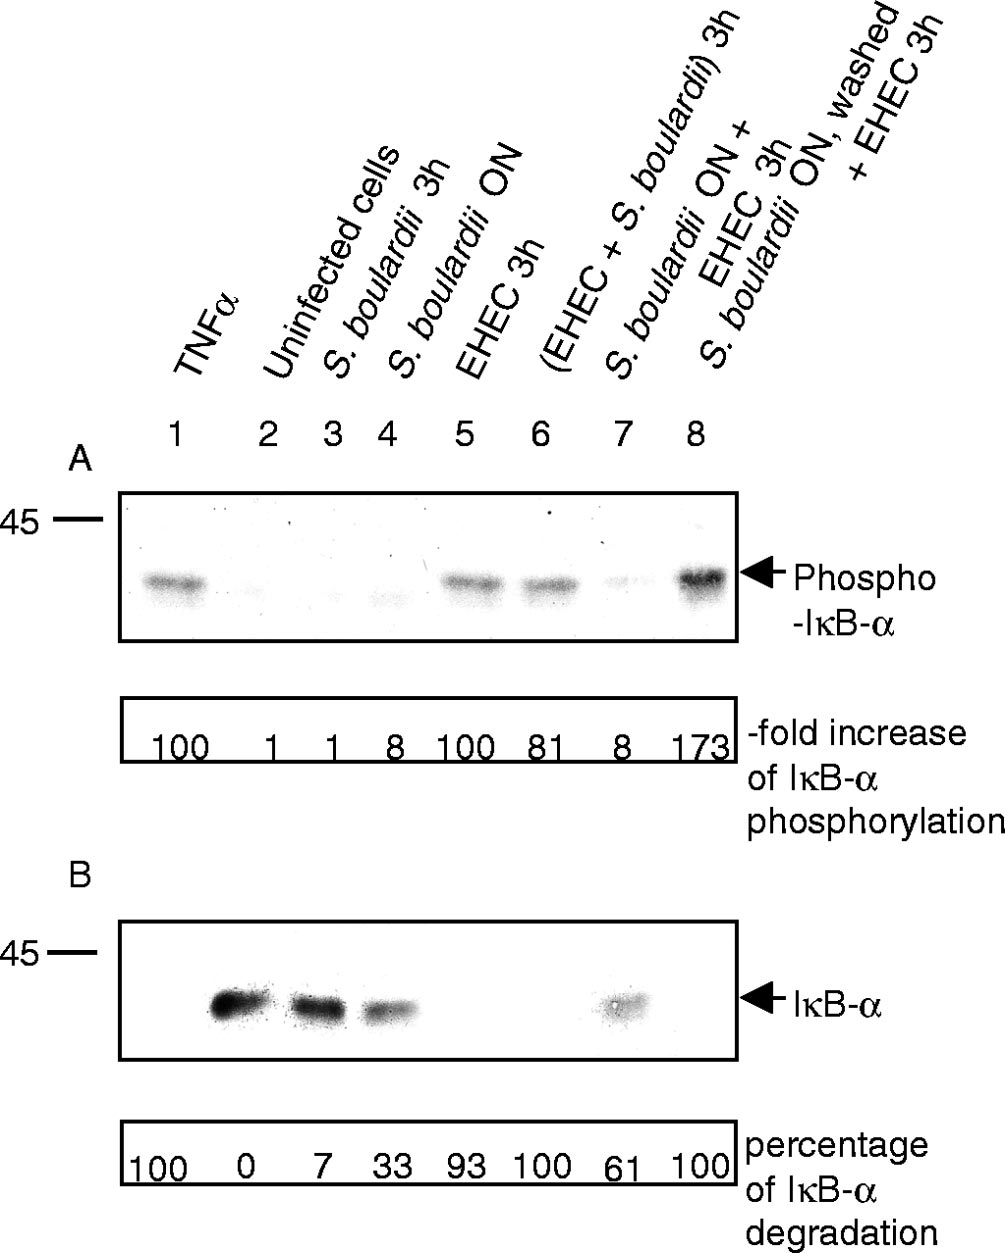 TNFα
Uninfected cells
S. boulardii 3h
S. boulardii ON
EHEC 3h
(EHEC + S. boulardii) 3h
S. boulardii ON +
EHEC 3h
S. boulardii ON, washed
+ EHEC 3h
1 2 3 4 5 6 7 8
A
45
Phospho
-IκB-α
100 1 1 8 100 81 8 173
-fold increase
of IκB-α
phosphorylation
B
45
IκB-α
100 0 7 33 93 100 61 100
percentage
of IκB-α
degradation